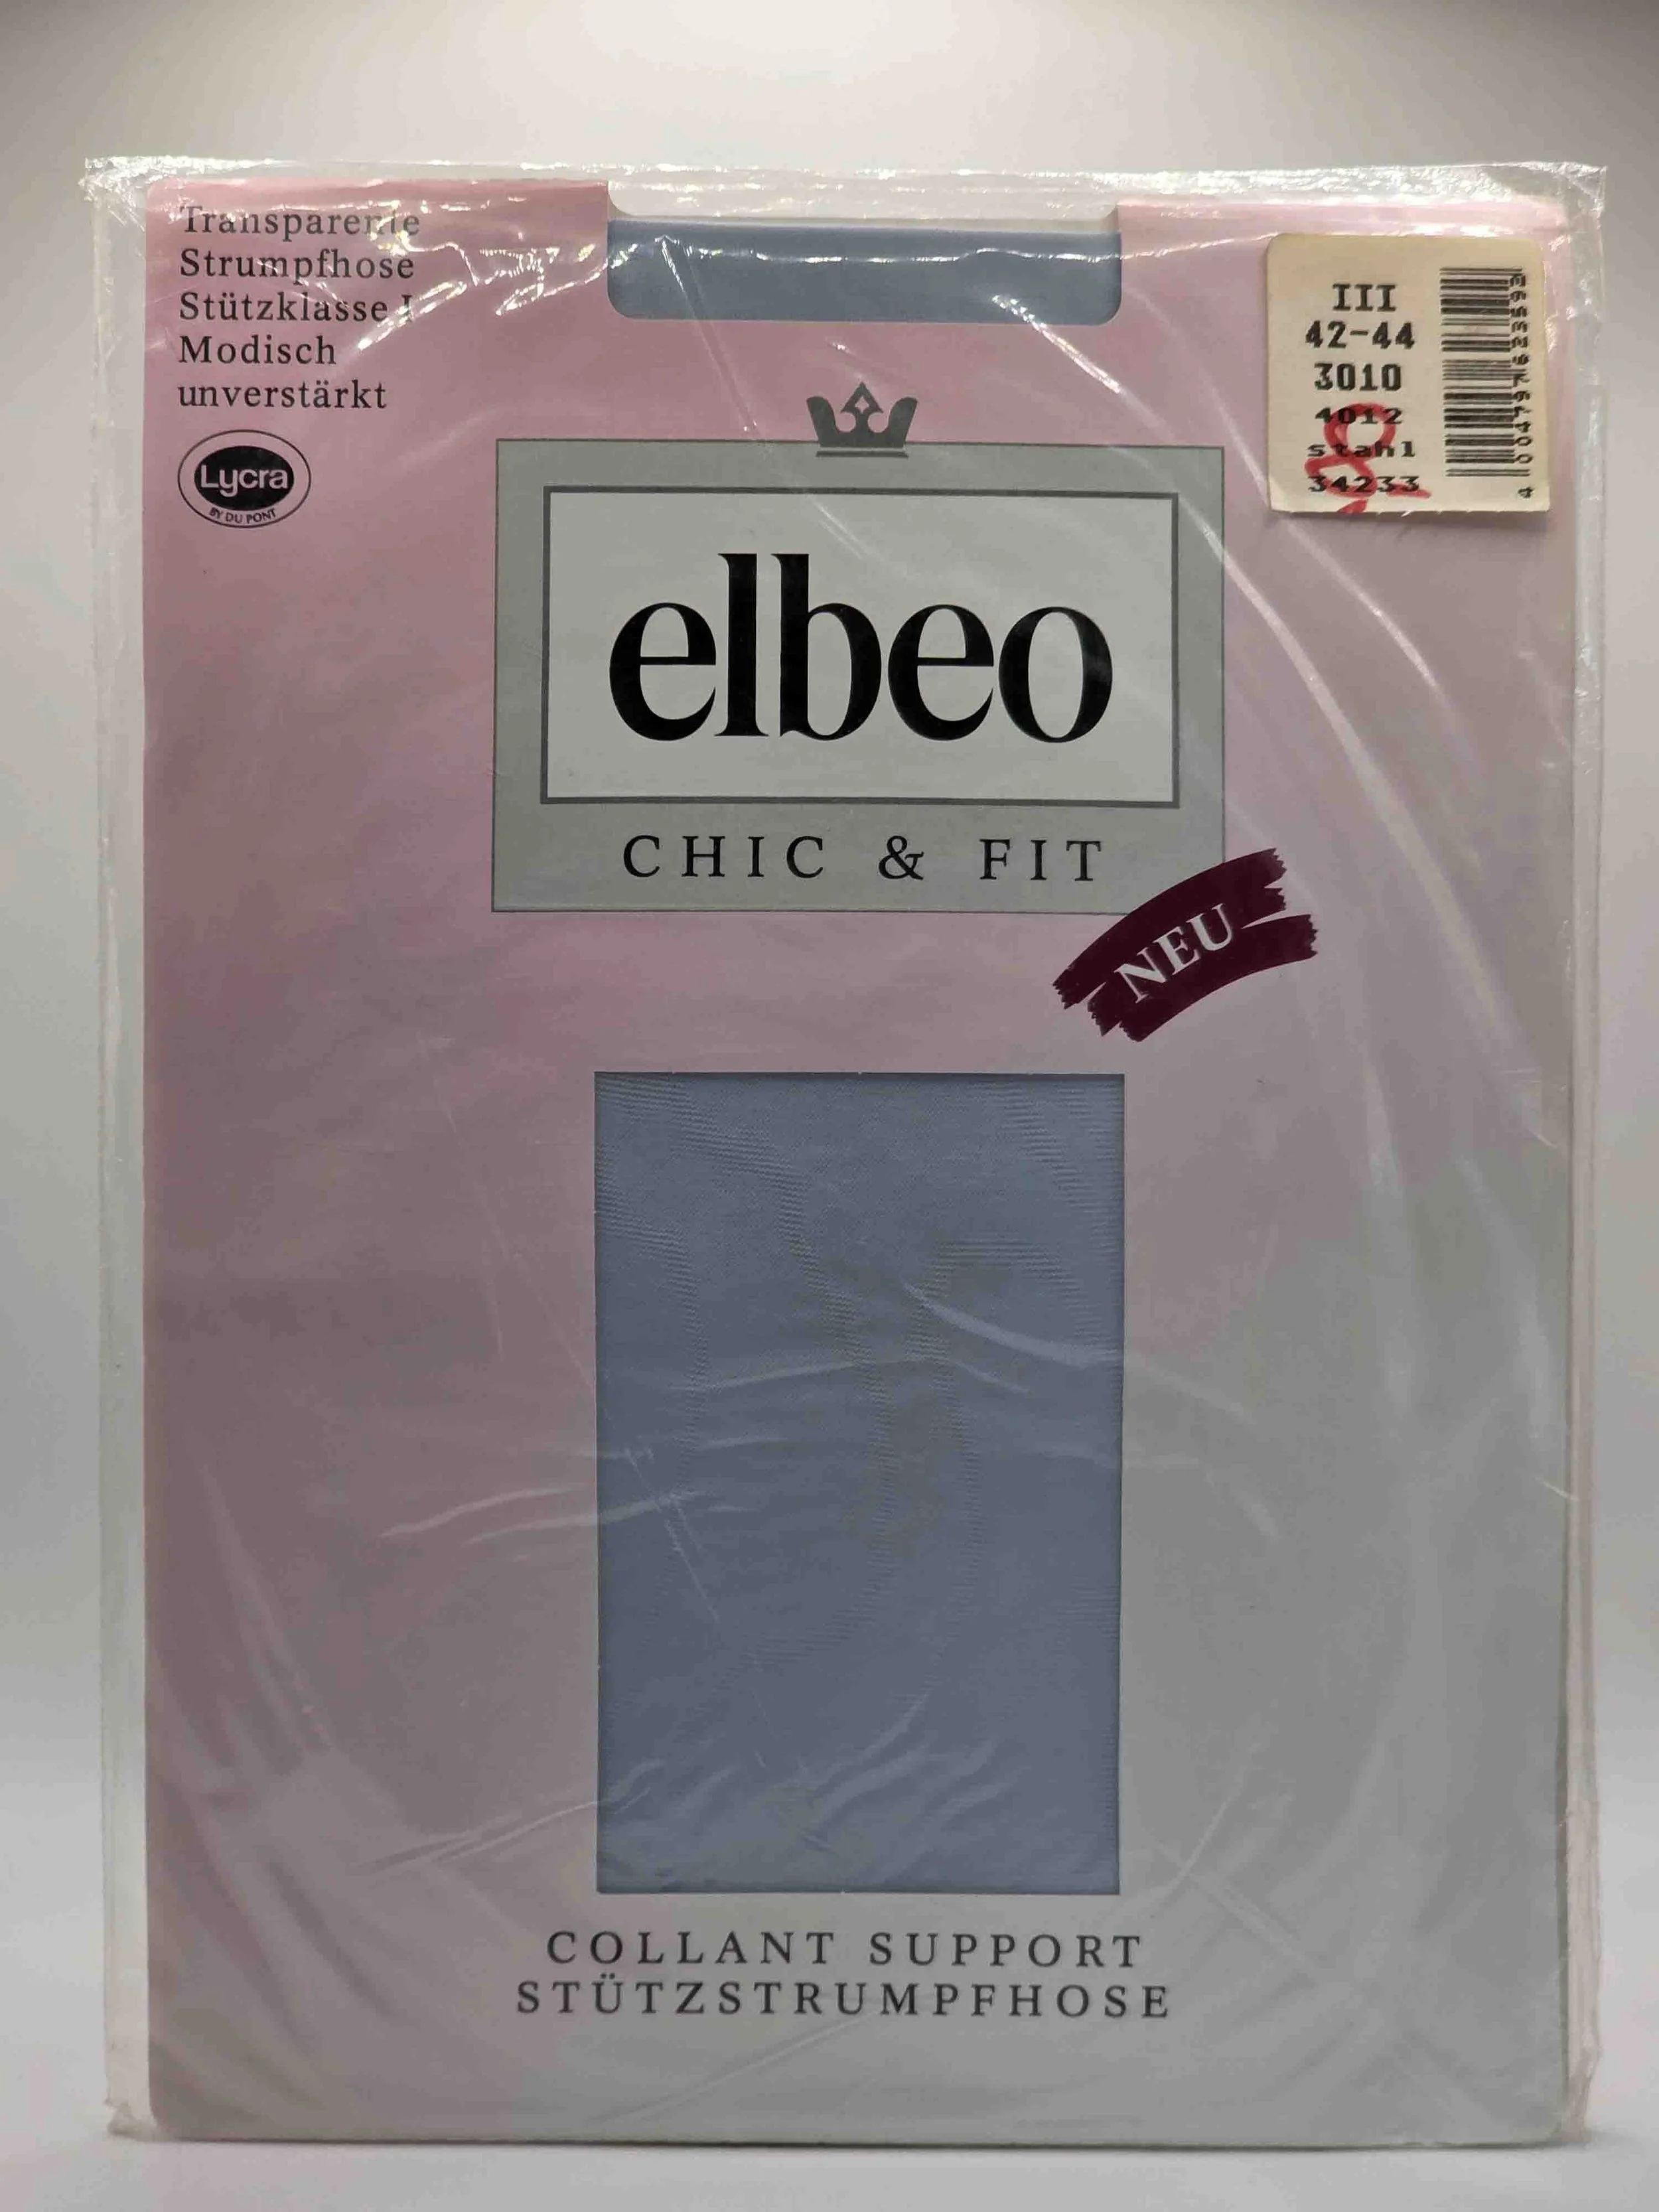 Transparente
Strumpfhose
Stützklasse I
Modisch
unverstärkt
Lycra
BY DU PONT
III
42-44
3010
4012
stahl
34233
elbeo
CHIC & FIT
NEU
COLLANT SUPPORT
STÜTZSTRUMPFHOSE